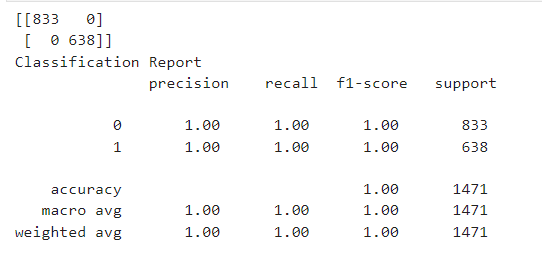 [[833   0]
 [  0 638]]
Classification Report
              precision    recall  f1-score   support

           0       1.00      1.00      1.00       833
           1       1.00      1.00      1.00       638

    accuracy                           1.00      1471
   macro avg       1.00      1.00      1.00      1471
weighted avg       1.00      1.00      1.00      1471